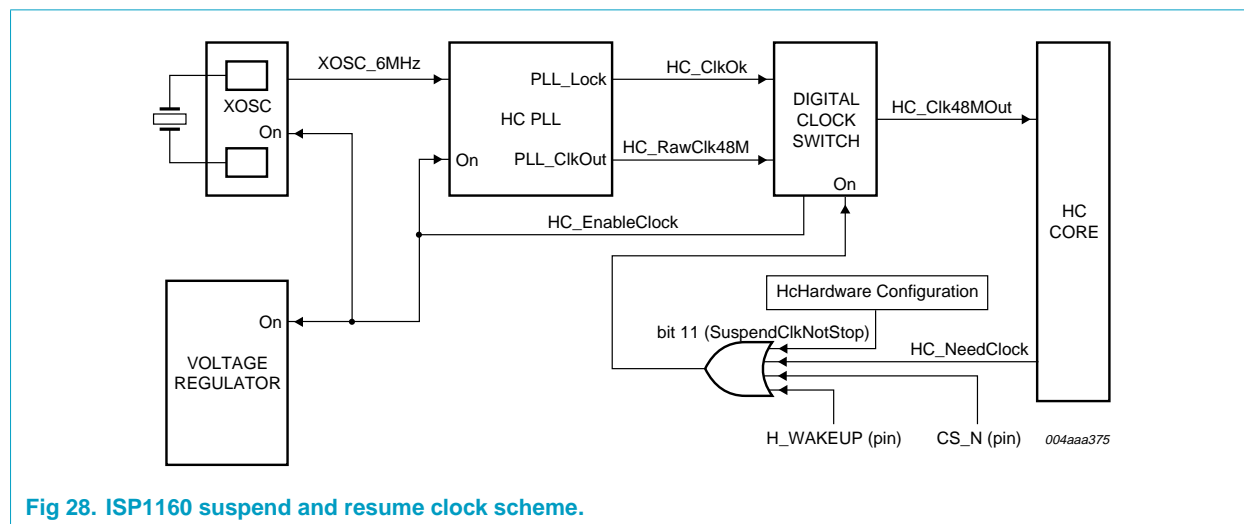 XOSC
On
XOSC_6MHz
PLL_Lock
HC PLL
On
PLL_ClkOut
HC_ClkOk
HC_RawClk48M
DIGITAL
CLOCK
SWITCH
On
HC_Clk48MOut
HC
CORE
HC_EnableClock
HcHardware Configuration
bit 11 (SuspendClkNotStop)
HC_NeedClock
On
VOLTAGE
REGULATOR
H_WAKEUP (pin)
CS_N (pin)
004aaa375
Fig 28. ISP1160 suspend and resume clock scheme.